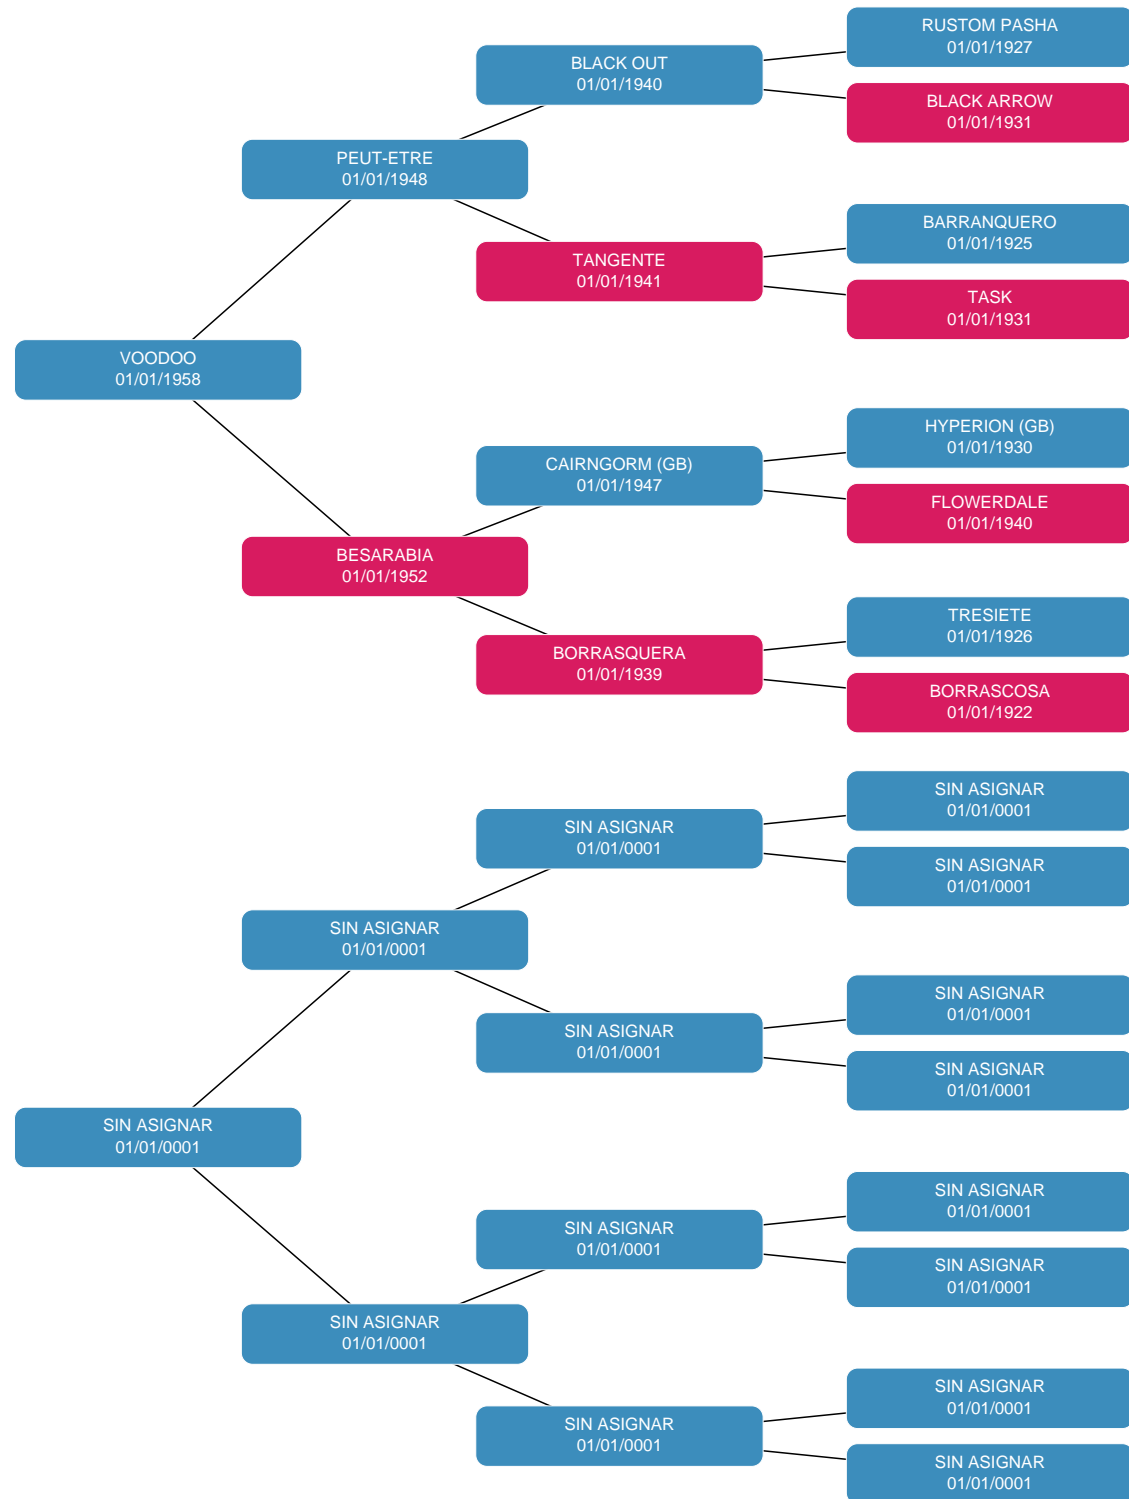 RUSTOM PASHA
01/01/1927
BLACK OUT
01/01/1940
BLACK ARROW
01/01/1931
PEUT-ETRE
01/01/1948
BARRANQUERO
01/01/1925
TANGENTE
01/01/1941
TASK
01/01/1931
VOODOO
01/01/1958
HYPERION (GB)
01/01/1930
CAIRNGORM (GB)
01/01/1947
FLOWERDALE
01/01/1940
BESARABIA
01/01/1952
TRESIETE
01/01/1926
BORRASQUERA
01/01/1939
BORRASCOSA
01/01/1922
SIN ASIGNAR
01/01/0001
SIN ASIGNAR
01/01/0001
SIN ASIGNAR
01/01/0001
SIN ASIGNAR
01/01/0001
SIN ASIGNAR
01/01/0001
SIN ASIGNAR
01/01/0001
SIN ASIGNAR
01/01/0001
SIN ASIGNAR
01/01/0001
SIN ASIGNAR
01/01/0001
SIN ASIGNAR
01/01/0001
SIN ASIGNAR
01/01/0001
SIN ASIGNAR
01/01/0001
SIN ASIGNAR
01/01/0001
SIN ASIGNAR
01/01/0001
SIN ASIGNAR
01/01/0001